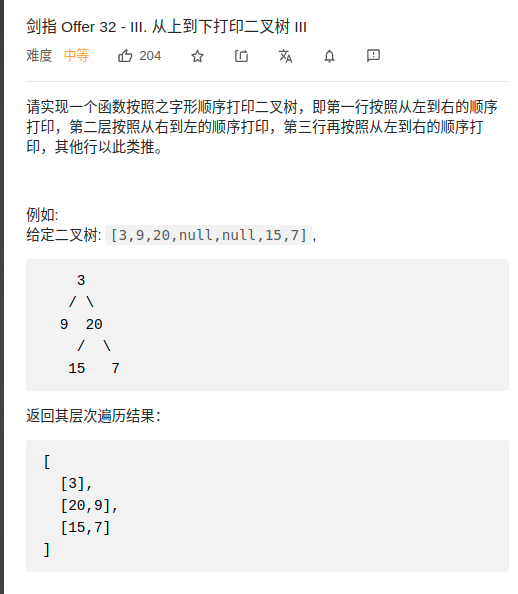 剑指 Offer 32 - III. 从上到下打印二叉树 III
难度 中等 204
请实现一个函数按照之字形顺序打印二叉树，即第一行按照从左到右的顺序
打印，第二层按照从右到左的顺序打印，第三行再按照从左到右的顺序打
印，其他行以此类推。
例如:
给定二叉树: [3,9,20,null,null,15,7],
    3
   / \
  9  20
    /  \
   15   7
返回其层次遍历结果：
[
  [3],
  [20,9],
  [15,7]
]